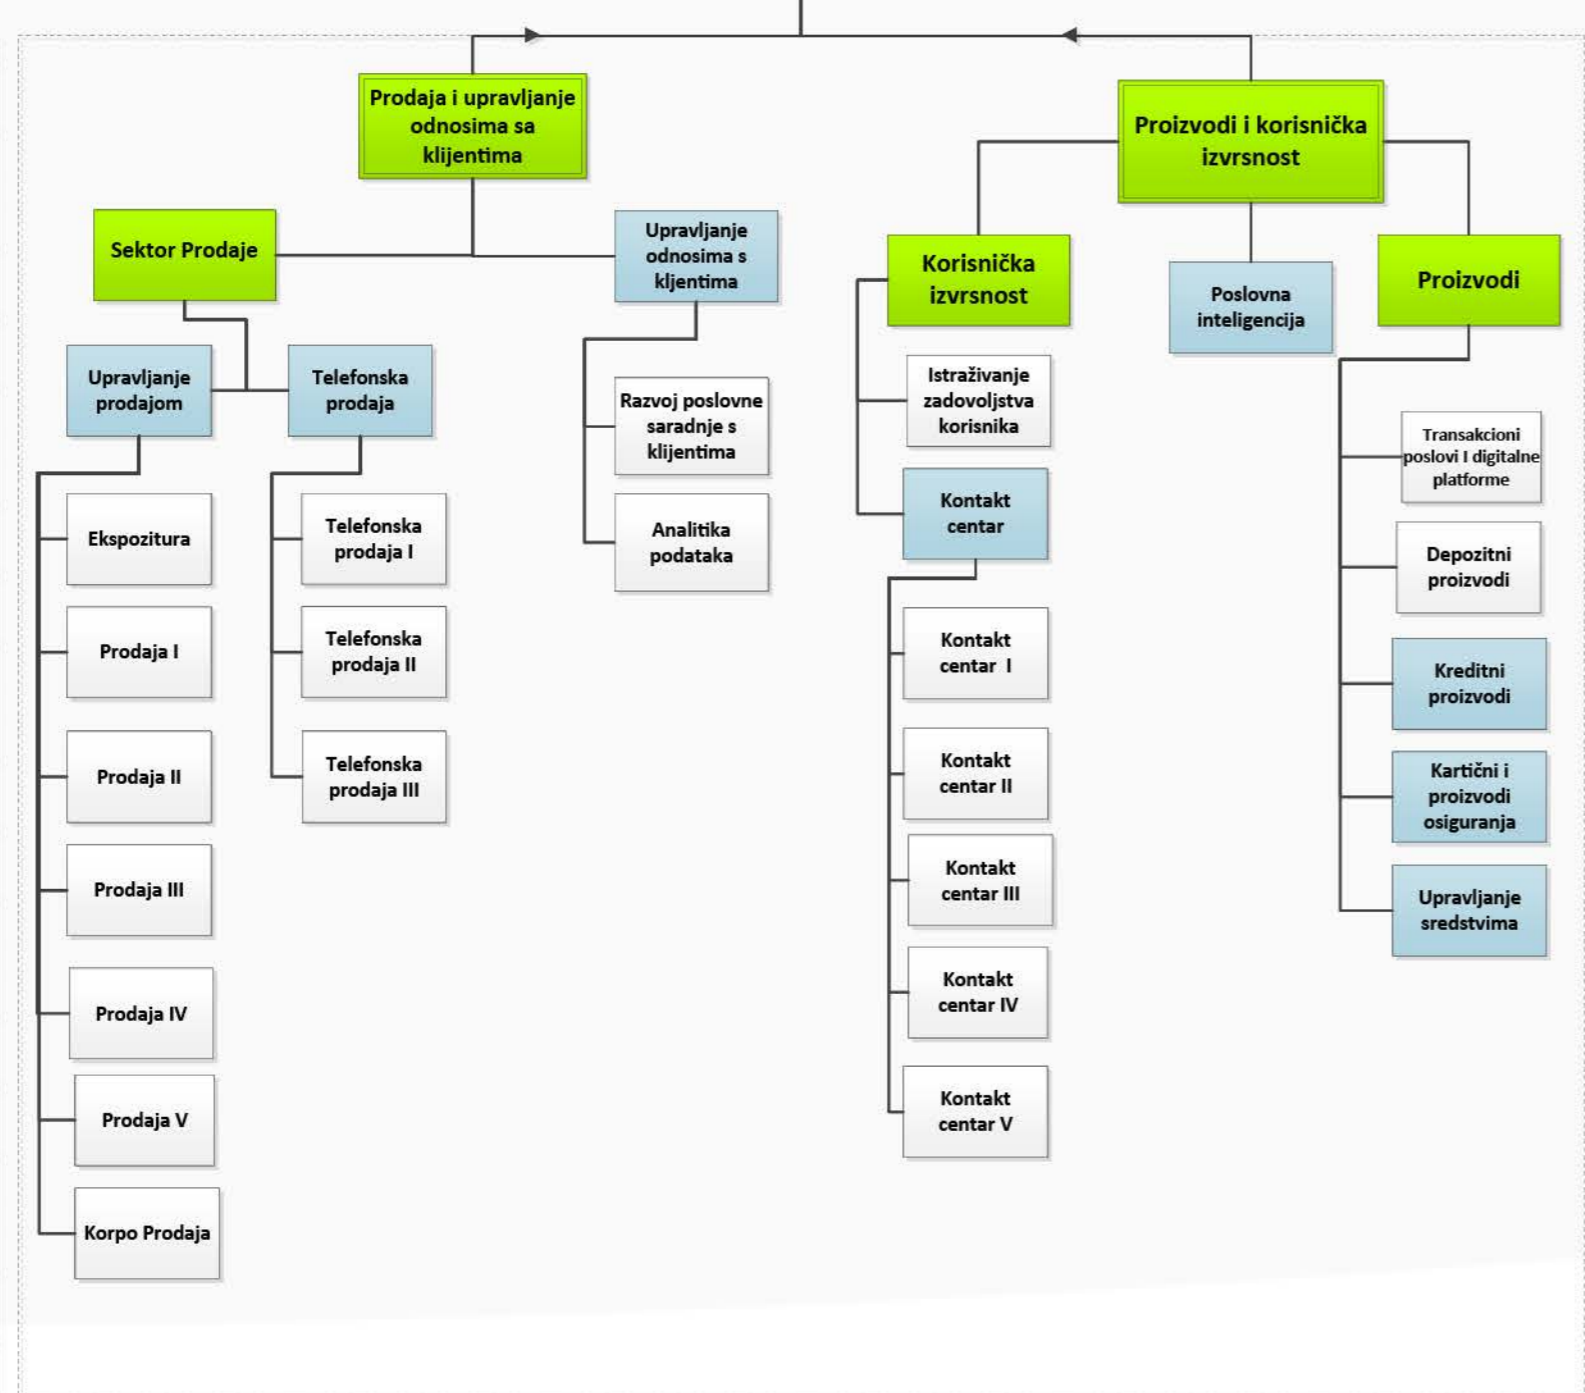 Prodaja i upravljanje
odnosima sa
klijentima
Sektor Prodaje
Upravljanje
odnosima s
kljentima
Upravljanje
prodajom
Telefonska
prodaja
Ekspozitura
Prodaja I
Prodaja II
Prodaja III
Prodaja IV
Prodaja V
Korpo Prodaja
Telefonska
prodaja I
Telefonska
prodaja II
Telefonska
prodaja III
Razvoj poslovne
saradnje s
klijentima
Analitika
podataka
Proizvodi i korisnička
izvrsnost
Korisnička
izvrsnost
Poslovna
inteligencija
Proizvodi
Istraživanje
zadovoljstva
korisnika
Kontakt
centar
Kontakt
centar I
Kontakt
centar II
Kontakt
centar III
Kontakt
centar IV
Kontakt
centar V
Transakcioni
poslovi I digitalne
platforme
Depozitni
proizvodi
Kreditni
proizvodi
Kartični i
proizvodi
osiguranja
Upravljanje
sredstvima